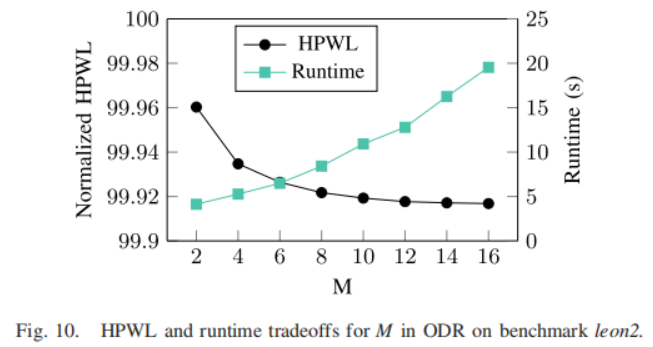 100
99.98
99.96
99.94
99.92
99.9
Normalized HPWL
HPWL
Runtime
25
20
15
10
5
0
Runtime (s)
2 4 6 8 10 12 14 16
M
Fig. 10. HPWL and runtime tradeoffs for M in ODR on benchmark leon2.